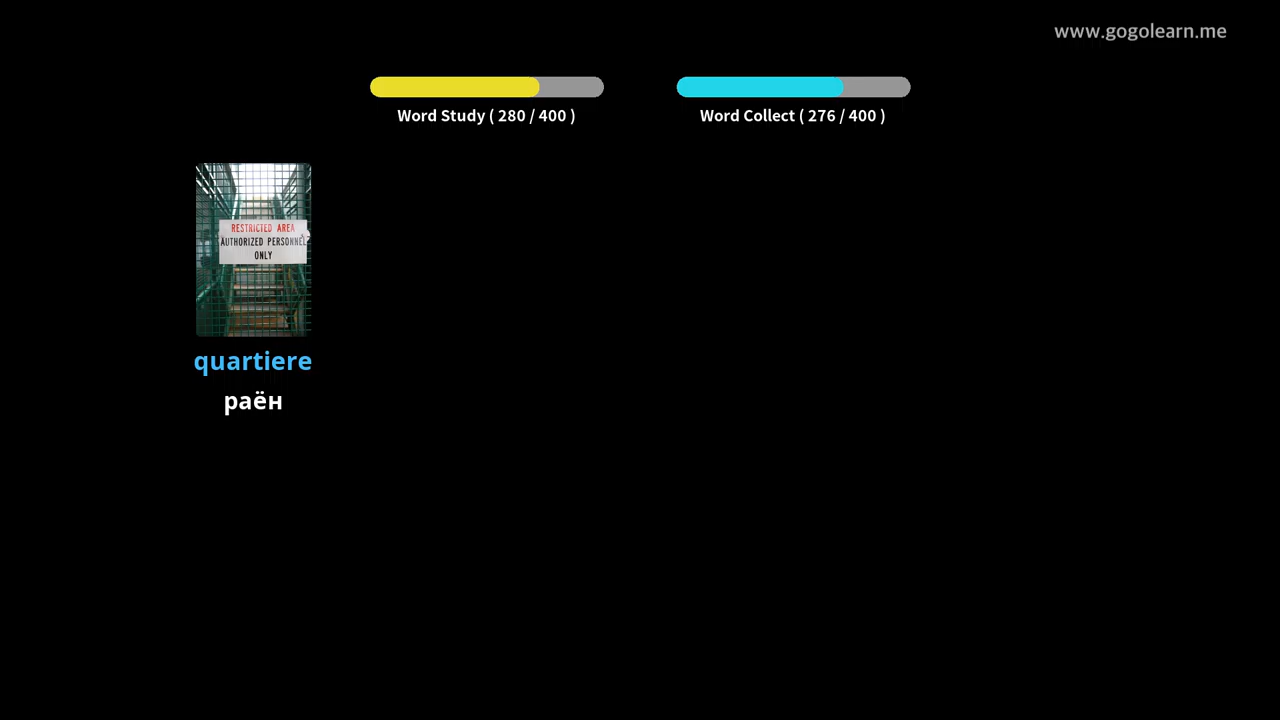 www.gogolearn.me
Word Study ( 280 / 400 )
Word Collect ( 276 / 400 )
RESTRICTED AREA
AUTHORIZED PERSONNEL
ONLY
quartiere
раён